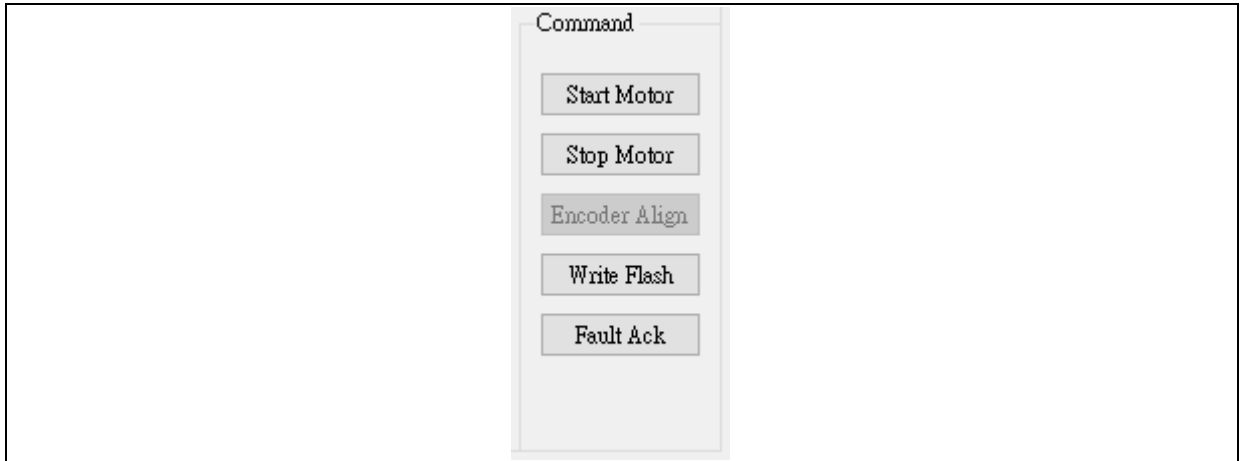 Command
Start Motor
Stop Motor
Encoder Align
Write Flash
Fault Ack